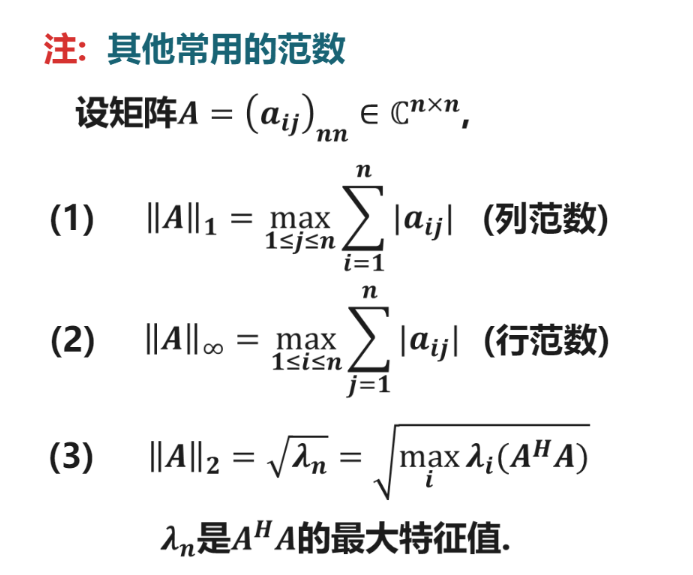 注: 其他常用的范数
设矩阵A = (a_{ij})_{nn} ∈ ℂ^{n×n},
(1) ‖A‖_1 = max_{1≤j≤n} ∑_{i=1}^{n} |a_{ij}| (列范数)
(2) ‖A‖_∞ = max_{1≤i≤n} ∑_{j=1}^{n} |a_{ij}| (行范数)
(3) ‖A‖_2 = √λ_n = √(max_i λ_i(A^H A))
λ_n是A^H A的最大特征值.